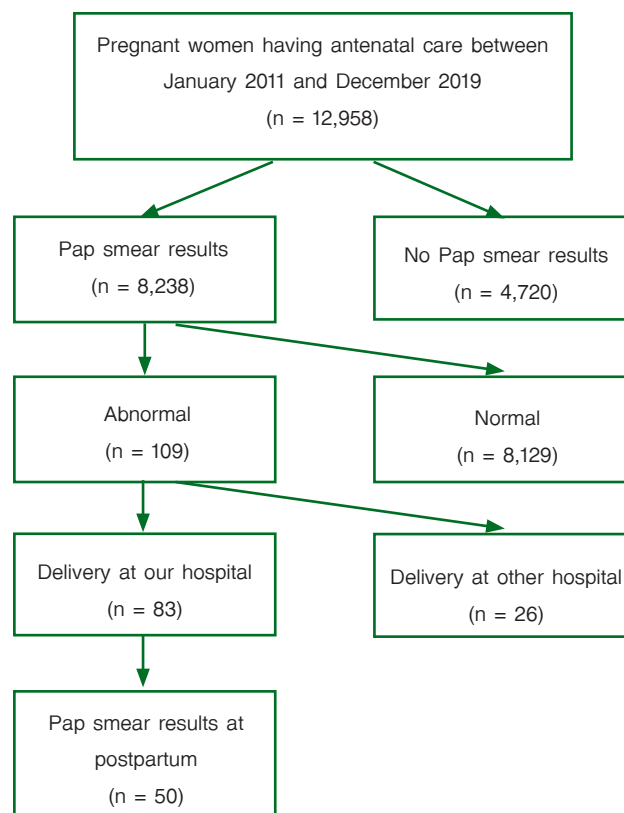 Pregnant women having antenatal care between
January 2011 and December 2019
(n = 12,958)
Pap smear results
(n = 8,238)
No Pap smear results
(n = 4,720)
Abnormal
(n = 109)
Normal
(n = 8,129)
Delivery at our hospital
(n = 83)
Delivery at other hospital
(n = 26)
Pap smear results at
postpartum
(n = 50)